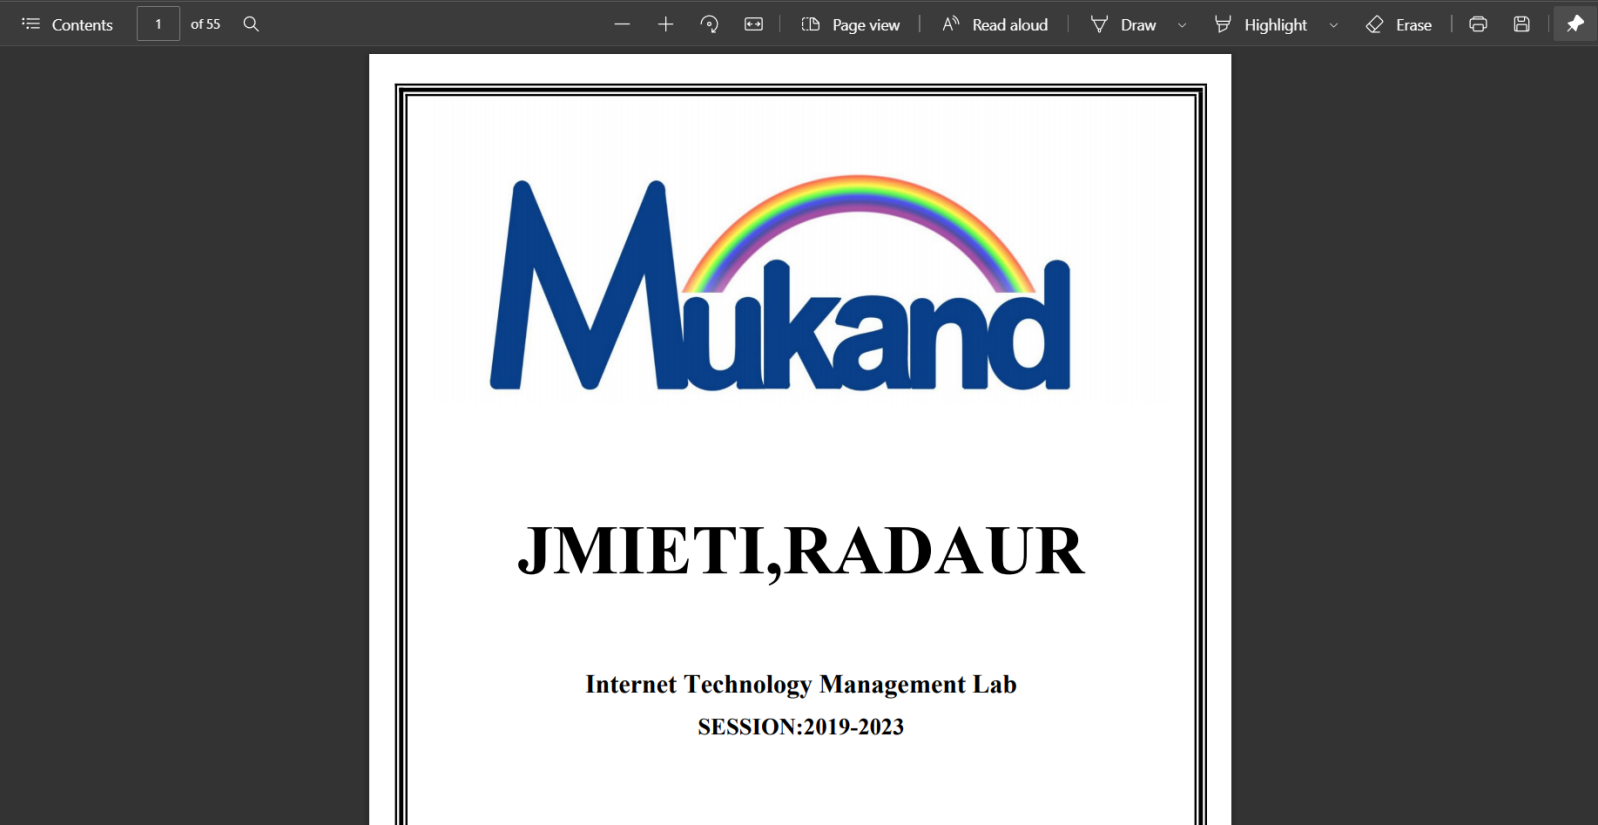 Contents 1 of 55 Page view Read aloud Draw Highlight Erase
Mukand
JMIETI,RADAUR
Internet Technology Management Lab
SESSION:2019-2023